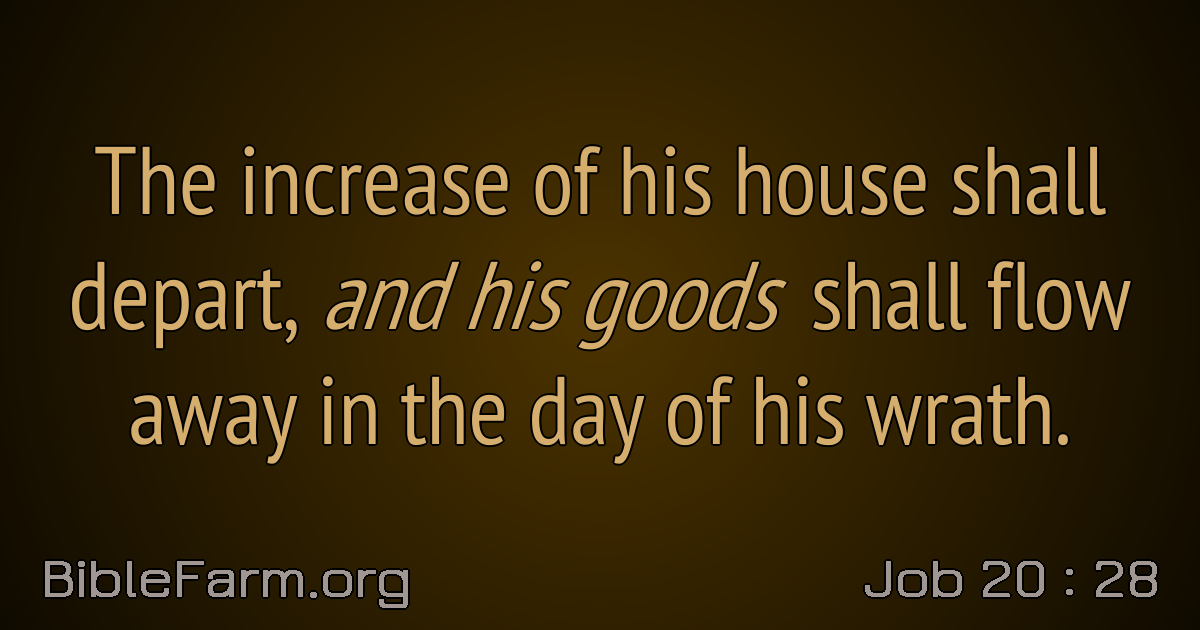 The increase of his house shall
depart, and his goods shall flow
away in the day of his wrath.
BibleFarm.org
Job 20 : 28